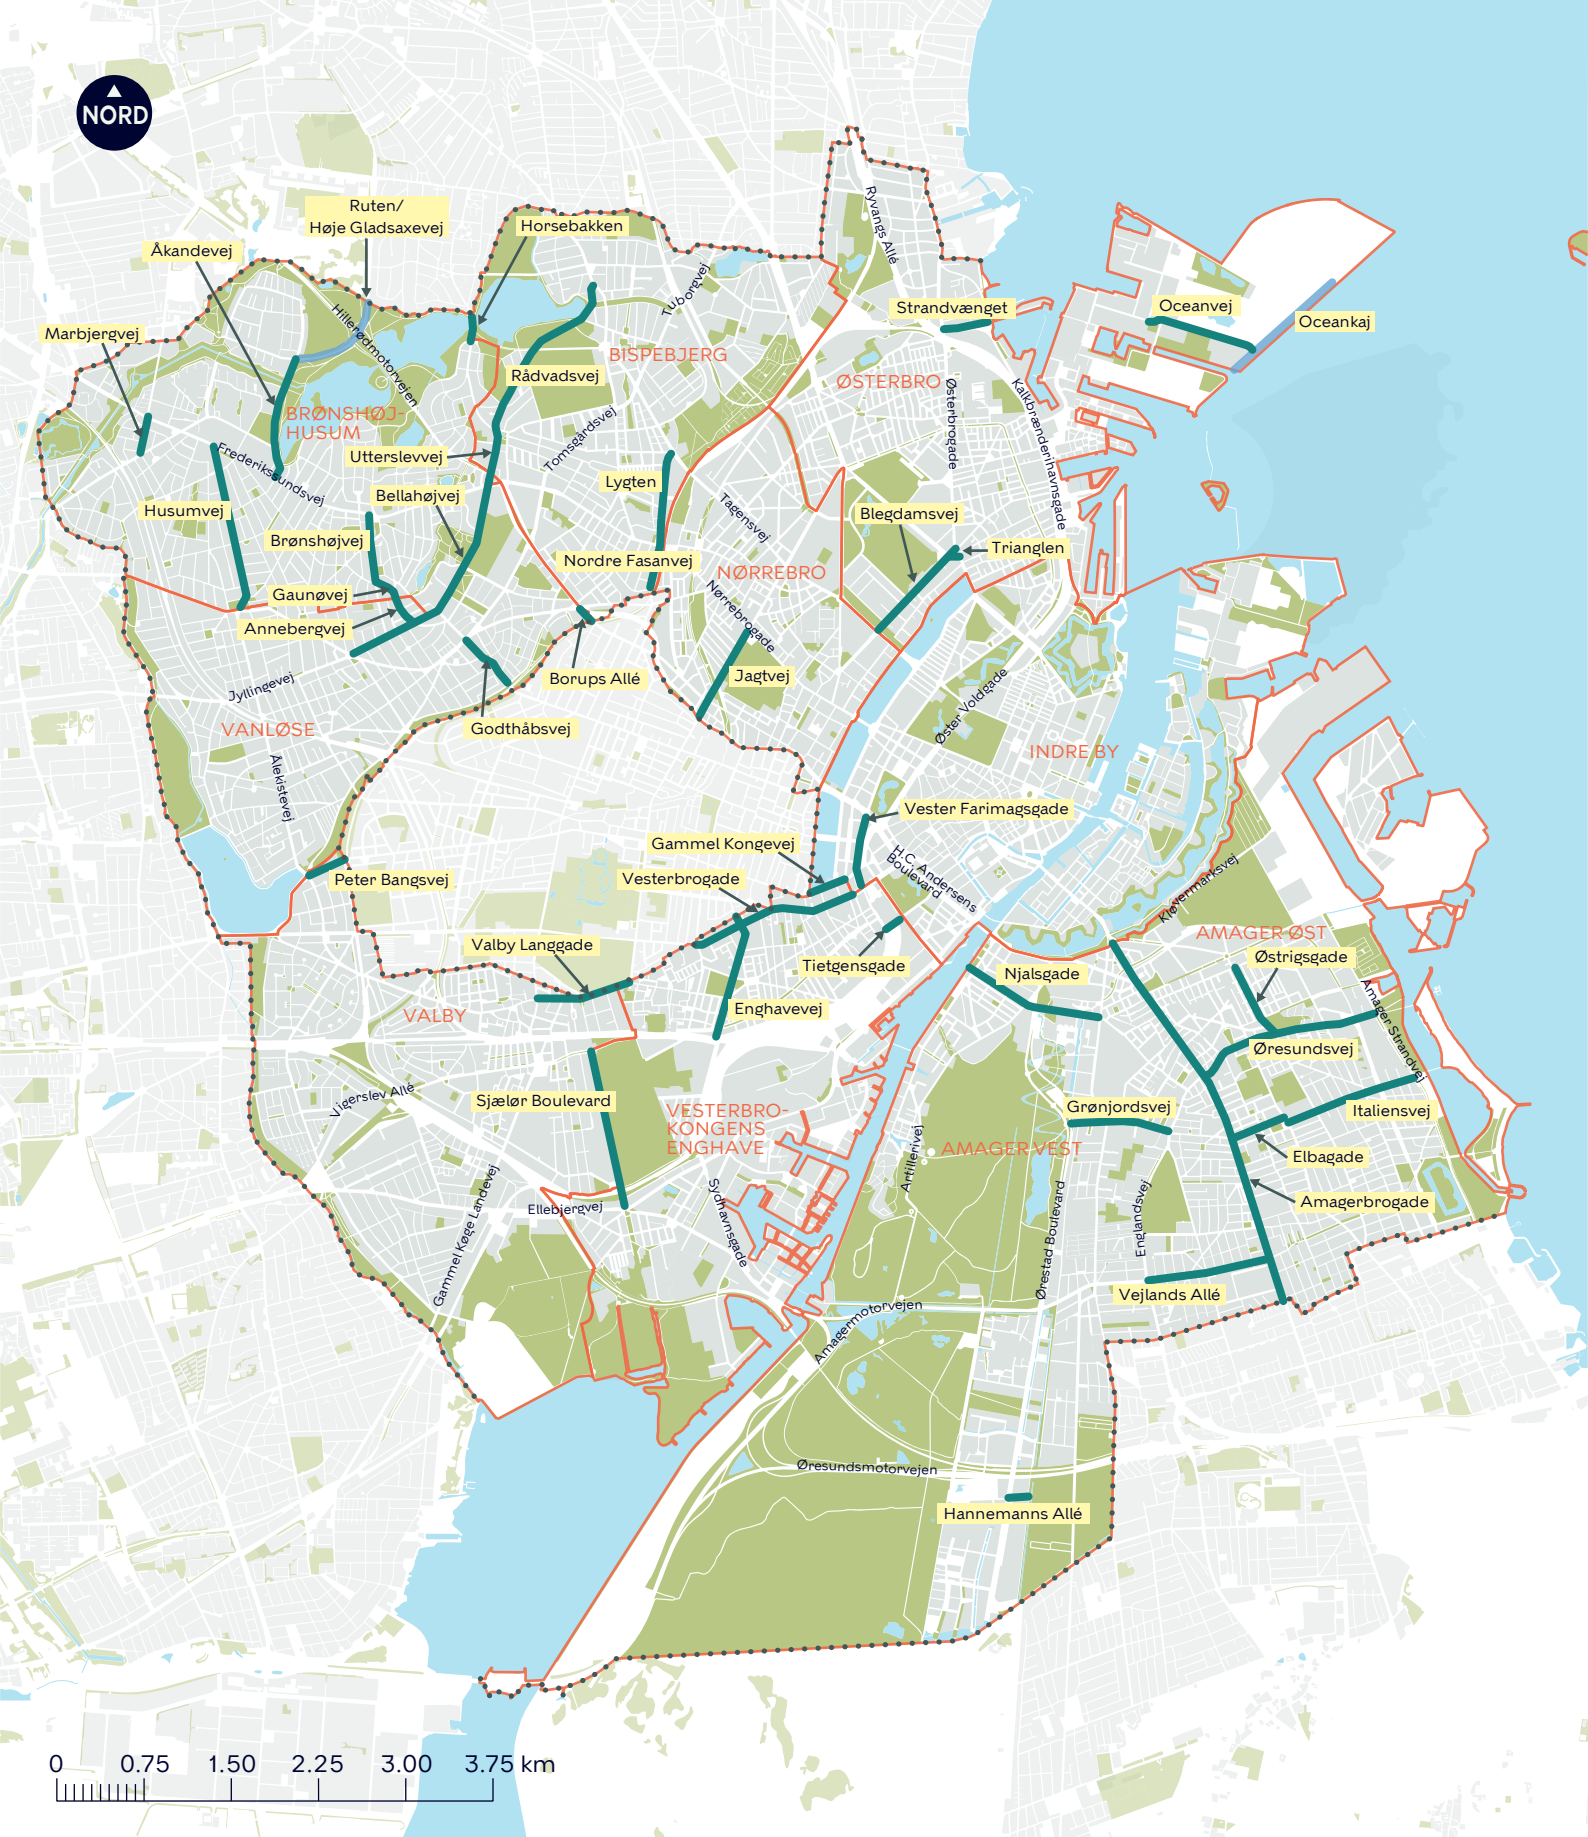 NORD
Ruten/
Høje Gladsaxevej
Horsebakken
Åkandevej
Ryvangs Allé
Tuborgvej
Hillerødmotorvejen
Marbjergvej
Strandvænget
Oceanvej
Oceankaj
BISPEBJERG
Rådvadsvej
ØSTERBRO
Østerbrogade
Kalkbrænderihavnsgade
BRØNSHØJ-
HUSUM
Tomsgårdsvej
Utterslevvej
Frederikssundsvej
Lygten
Bellahøjvej
Tagensvej
Husumvej
Blegdamsvej
Brønshøjvej
Trianglen
Nordre Fasanvej
NØRREBRO
Gaunøvej
Nørrebrogade
Annebergvej
Jyllingevej
Borups Allé
Jagtvej
Godthåbsvej
VANLØSE
Øster Voldgade
INDRE BY
Ålekistevej
Vester Farimagsgade
Gammel Kongevej
H.C. Andersens
Boulevard
Vesterbrogade
Peter Bangsvej
Kløvermarksvej
AMAGER ØST
Valby Langgade
Tietgensgade
Njalsgade
Østrigsgade
Enghavevej
VALBY
Amager Strandvej
Øresundsvej
Vigerslev Allé
Sjælør Boulevard
VESTERBRO-
KONGENS
ENGHAVE
Grønjordsvej
Italiensvej
Artillerivej
AMAGER VEST
Elbagade
Amagerbrogade
Ellebjergvej
Sydhavnsgade
Gammel Køge Landevej
Ørestad Boulevard
Englandsvej
Vejlands Allé
Amagermotorvejen
Øresundsmotorvejen
Hannemanns Allé
0 0.75 1.50 2.25 3.00 3.75 km